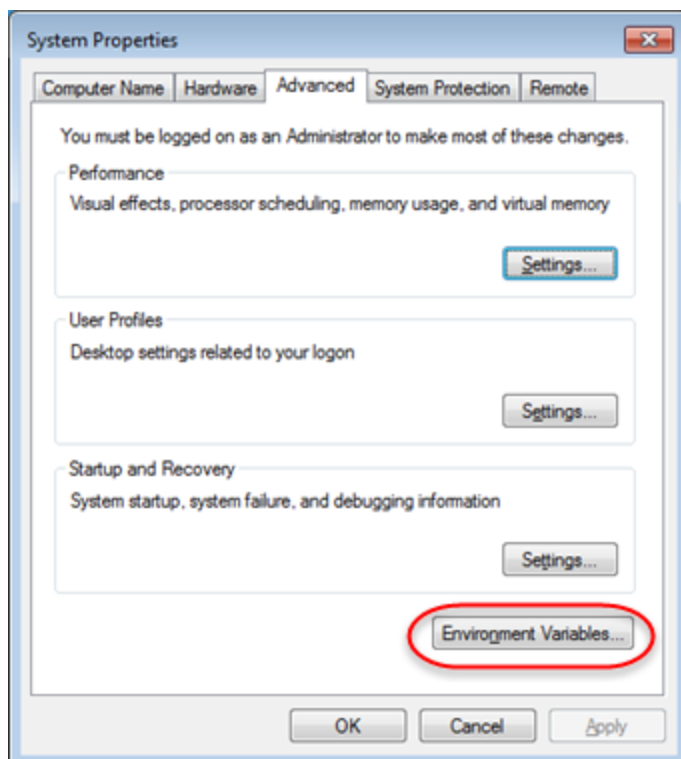 System Properties
Computer Name Hardware Advanced System Protection Remote
You must be logged on as an Administrator to make most of these changes.
Performance
Visual effects, processor scheduling, memory usage, and virtual memory
Settings...
User Profiles
Desktop settings related to your logon
Settings...
Startup and Recovery
System startup, system failure, and debugging information
Settings...
Environment Variables...
OK Cancel Apply